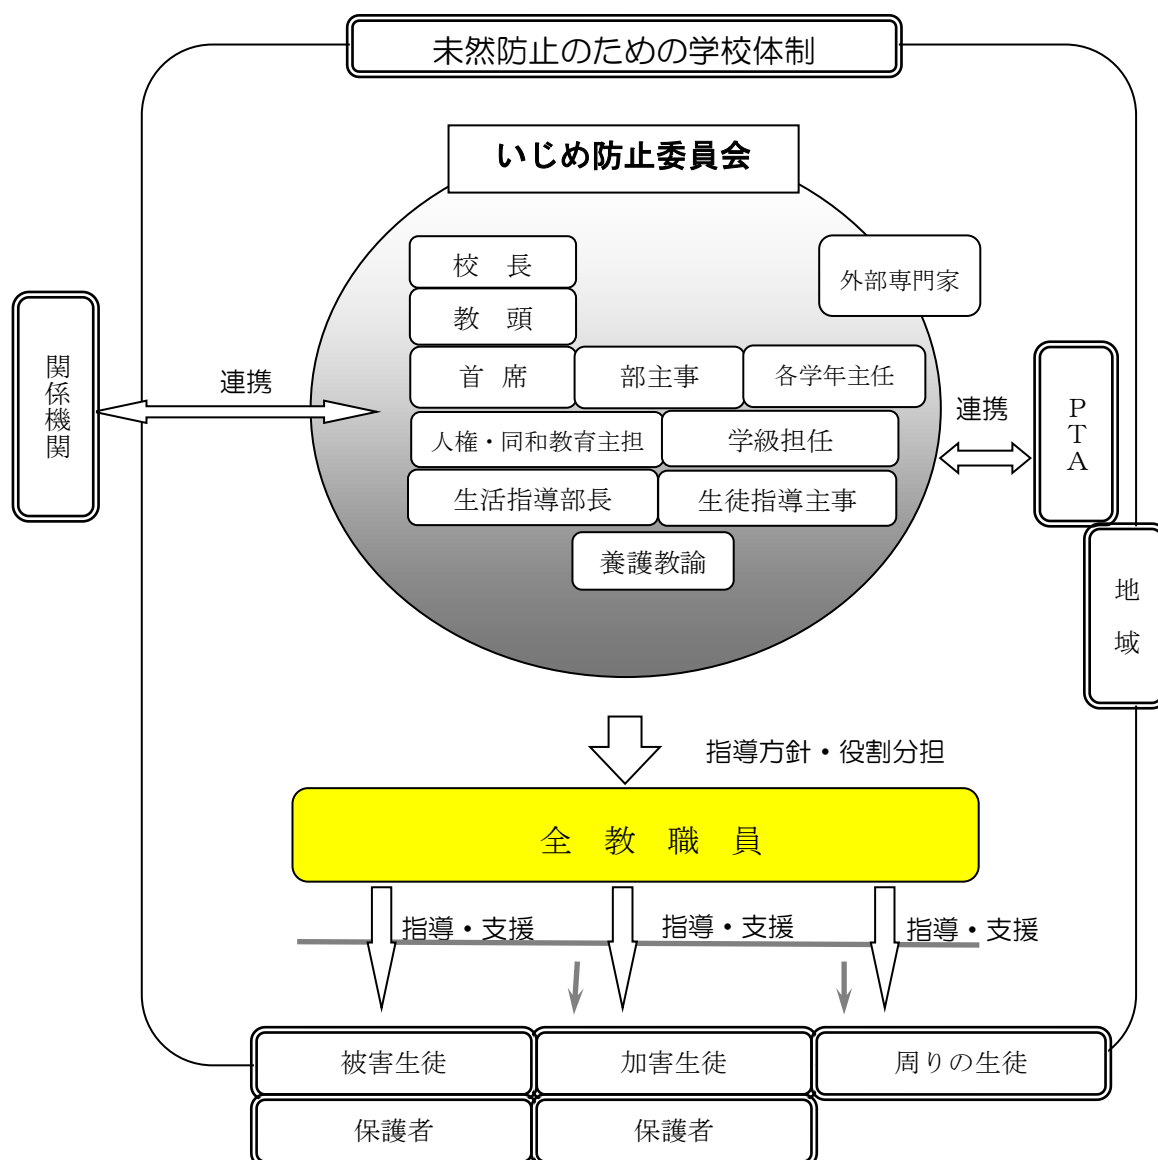 未然防止のための学校体制
いじめ防止委員会
校　長
外部専門家
教　頭
関係機関
連携
首 席
部主事
各学年主任
連携
ＰＴＡ
人権・同和教育主担
学級担任
生活指導部長
生徒指導主事
養護教諭
地域
指導方針・役割分担
全　教　職　員
指導・支援
指導・支援
指導・支援
被害生徒
加害生徒
周りの生徒
保護者
保護者